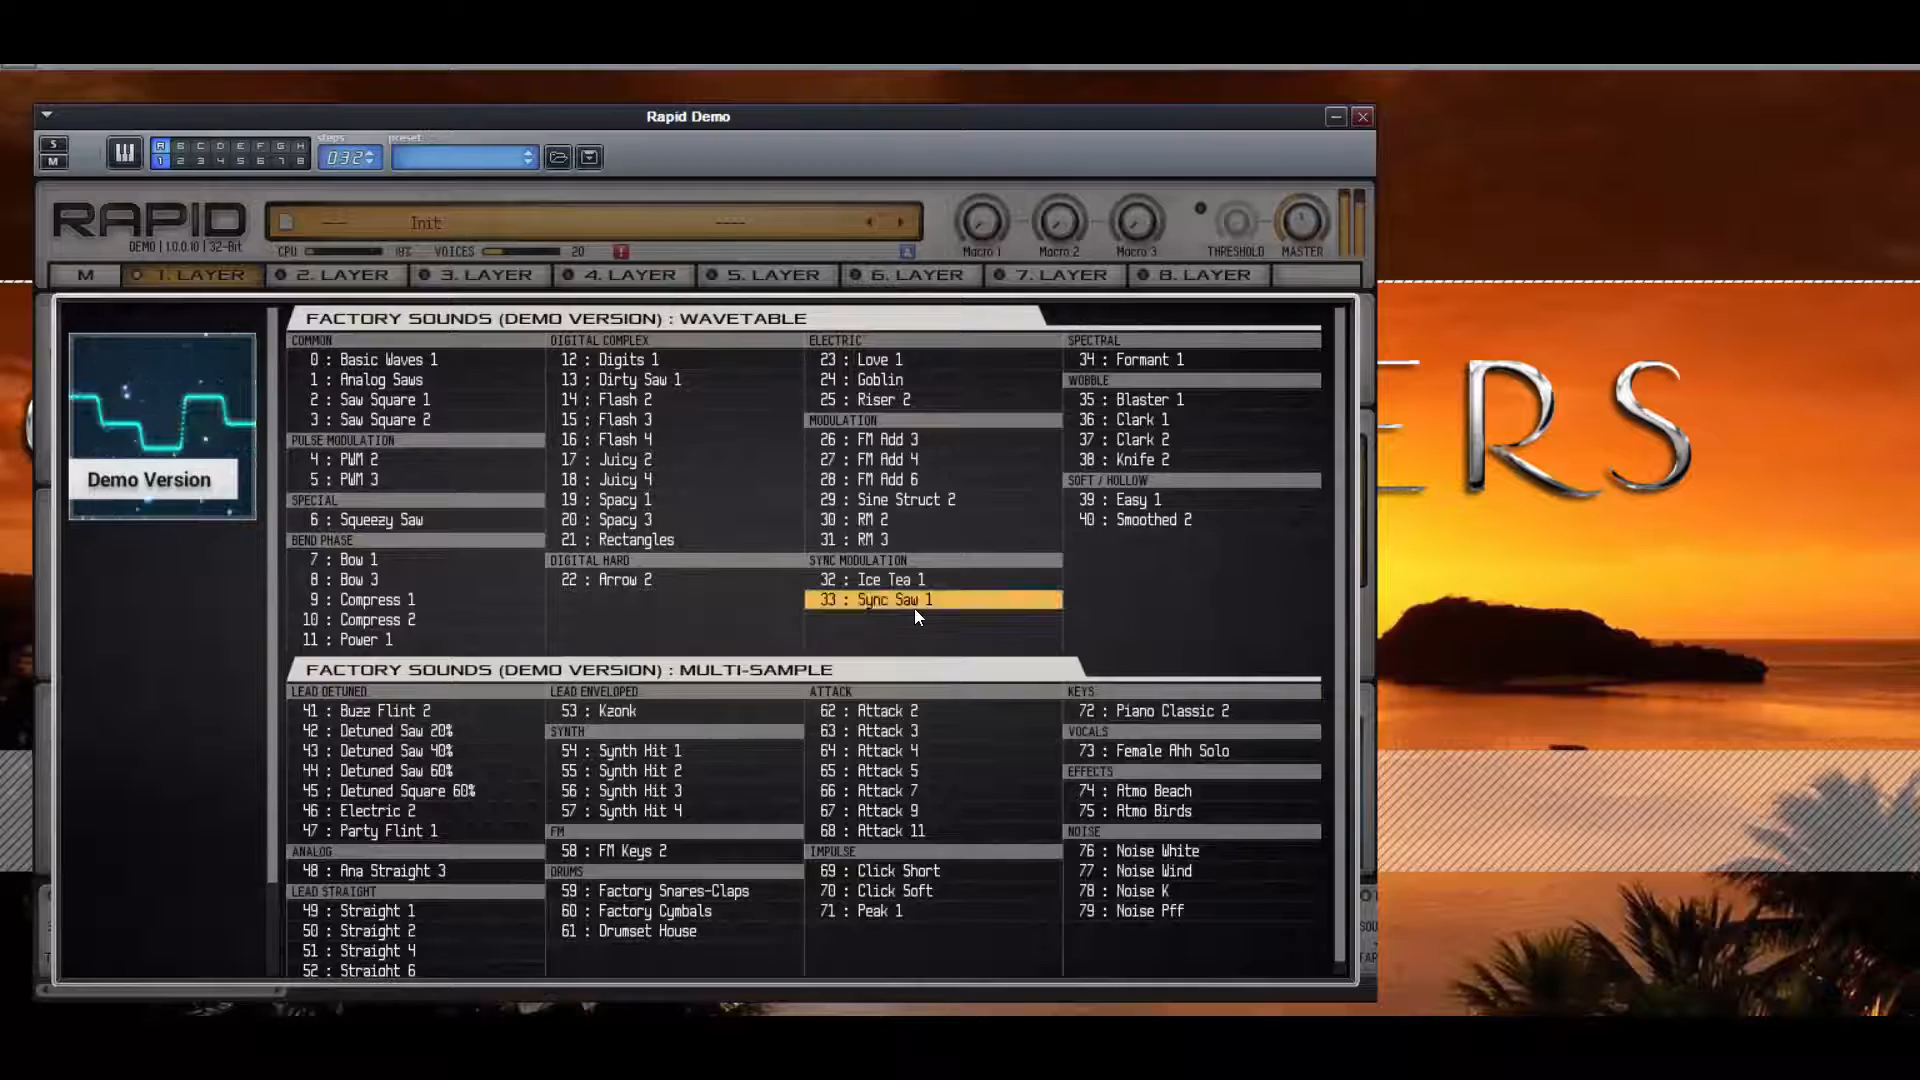 Rapid Demo
S
M
A B C D E F G H
1 2 3 4 5 6 7 8
steps
032
preset
RAPID
DEMO | 1.0.0.10 | 32-Bit
---- Init ----
CPU
VOICES 20
Macro 1
Macro 2
Macro 3
THRESHOLD
MASTER
M
1. LAYER
2. LAYER
3. LAYER
4. LAYER
5. LAYER
6. LAYER
7. LAYER
8. LAYER
Demo Version
FACTORY SOUNDS (DEMO VERSION) : WAVETABLE
COMMON
0 : Basic Waves 1
1 : Analog Saws
2 : Saw Square 1
3 : Saw Square 2
PULSE MODULATION
4 : PWM 2
5 : PWM 3
SPECIAL
6 : Squeezy Saw
BEND PHASE
7 : Bow 1
8 : Bow 3
9 : Compress 1
10 : Compress 2
11 : Power 1
DIGITAL COMPLEX
12 : Digits 1
13 : Dirty Saw 1
14 : Flash 2
15 : Flash 3
16 : Flash 4
17 : Juicy 2
18 : Juicy 4
19 : Spacy 1
20 : Spacy 3
21 : Rectangles
DIGITAL HARD
22 : Arrow 2
ELECTRIC
23 : Love 1
24 : Goblin
25 : Riser 2
MODULATION
26 : FM Add 3
27 : FM Add 4
28 : FM Add 6
29 : Sine Struct 2
30 : RM 2
31 : RM 3
SYNC MODULATION
32 : Ice Tea 1
33 : Sync Saw 1
SPECTRAL
34 : Formant 1
WOBBLE
35 : Blaster 1
36 : Clark 1
37 : Clark 2
38 : Knife 2
SOFT / HOLLOW
39 : Easy 1
40 : Smoothed 2
FACTORY SOUNDS (DEMO VERSION) : MULTI-SAMPLE
LEAD DETUNED
41 : Buzz Flint 2
42 : Detuned Saw 20%
43 : Detuned Saw 40%
44 : Detuned Saw 60%
45 : Detuned Square 60%
46 : Electric 2
47 : Party Flint 1
ANALOG
48 : Ana Straight 3
LEAD STRAIGHT
49 : Straight 1
50 : Straight 2
51 : Straight 4
52 : Straight 6
LEAD ENVELOPED
53 : Kzonk
SYNTH
54 : Synth Hit 1
55 : Synth Hit 2
56 : Synth Hit 3
57 : Synth Hit 4
FM
58 : FM Keys 2
DRUMS
59 : Factory Snares-Claps
60 : Factory Cymbals
61 : Drumset House
ATTACK
62 : Attack 2
63 : Attack 3
64 : Attack 4
65 : Attack 5
66 : Attack 7
67 : Attack 9
68 : Attack 11
IMPULSE
69 : Click Short
70 : Click Soft
71 : Peak 1
KEYS
72 : Piano Classic 2
VOCALS
73 : Female Ahh Solo
EFFECTS
74 : Atmo Beach
75 : Atmo Birds
NOISE
76 : Noise White
77 : Noise Wind
78 : Noise K
79 : Noise Pff
ERS